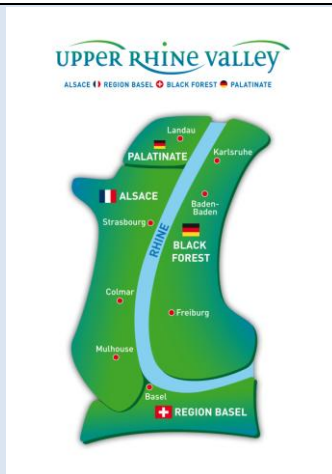 UPPER RHINE VALLEY
ALSACE REGION BASEL BLACK FOREST PALATINATE
Landau
PALATINATE
Karlsruhe
ALSACE
Baden-
Baden
Strasbourg
RHINE
BLACK
FOREST
Colmar
Freiburg
Mulhouse
Basel
REGION BASEL